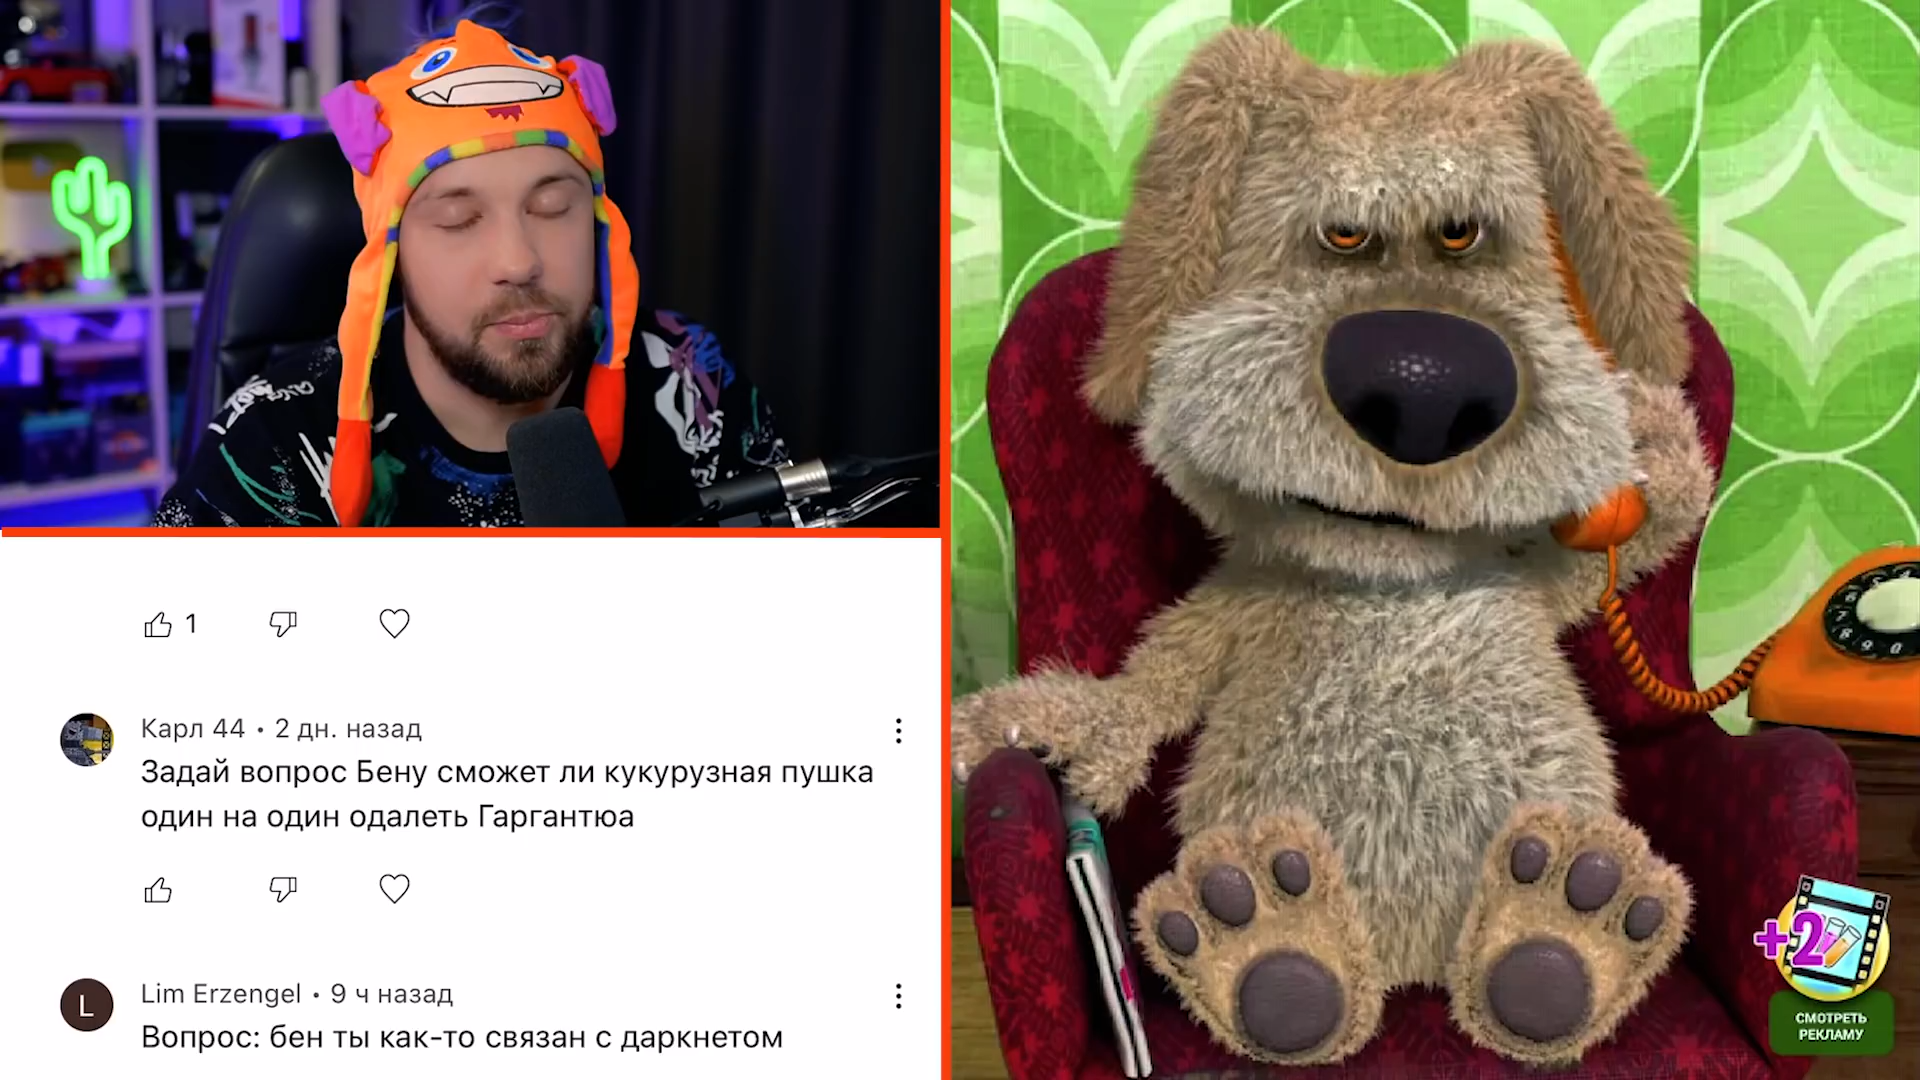 1
Карл 44 • 2 дн. назад
Задай вопрос Бену сможет ли кукурузная пушка
один на один одалеть Гаргантюа
L
Lim Erzengel • 9 ч назад
Вопрос: бен ты как-то связан с даркнетом
+2
СМОТРЕТЬ
РЕКЛАМУ